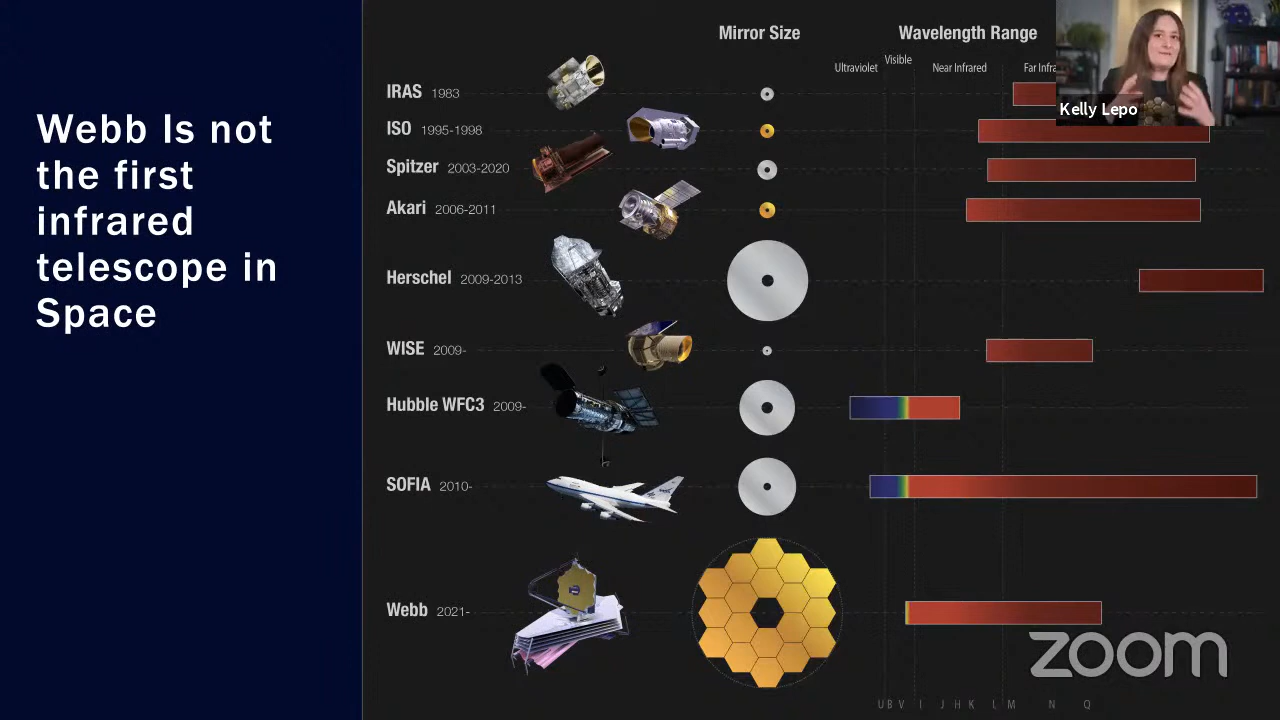 Webb Is not
the first
infrared
telescope in
Space
Mirror Size
Wavelength Range
Ultraviolet
Visible
Near Infrared
Far Infra
Kelly Lepo
IRAS 1983
ISO 1995-1998
Spitzer 2003-2020
Akari 2006-2011
Herschel 2009-2013
WISE 2009-
Hubble WFC3 2009-
SOFIA 2010-
Webb 2021-
zoom
U B V I J H K L M N Q